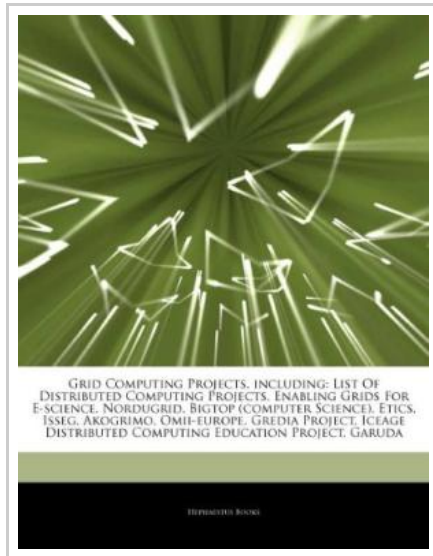 GRID COMPUTING PROJECTS, INCLUDING: LIST OF
DISTRIBUTED COMPUTING PROJECTS, ENABLING GRIDS FOR
E-SCIENCE, NORDUGRID, BIGTOP (COMPUTER SCIENCE), ETICS,
ISSEG, AKOGRIMO, OMII-EUROPE, GREDIA PROJECT, ICEAGE
DISTRIBUTED COMPUTING EDUCATION PROJECT, GARUDA
HEPHAESTUS BOOKS